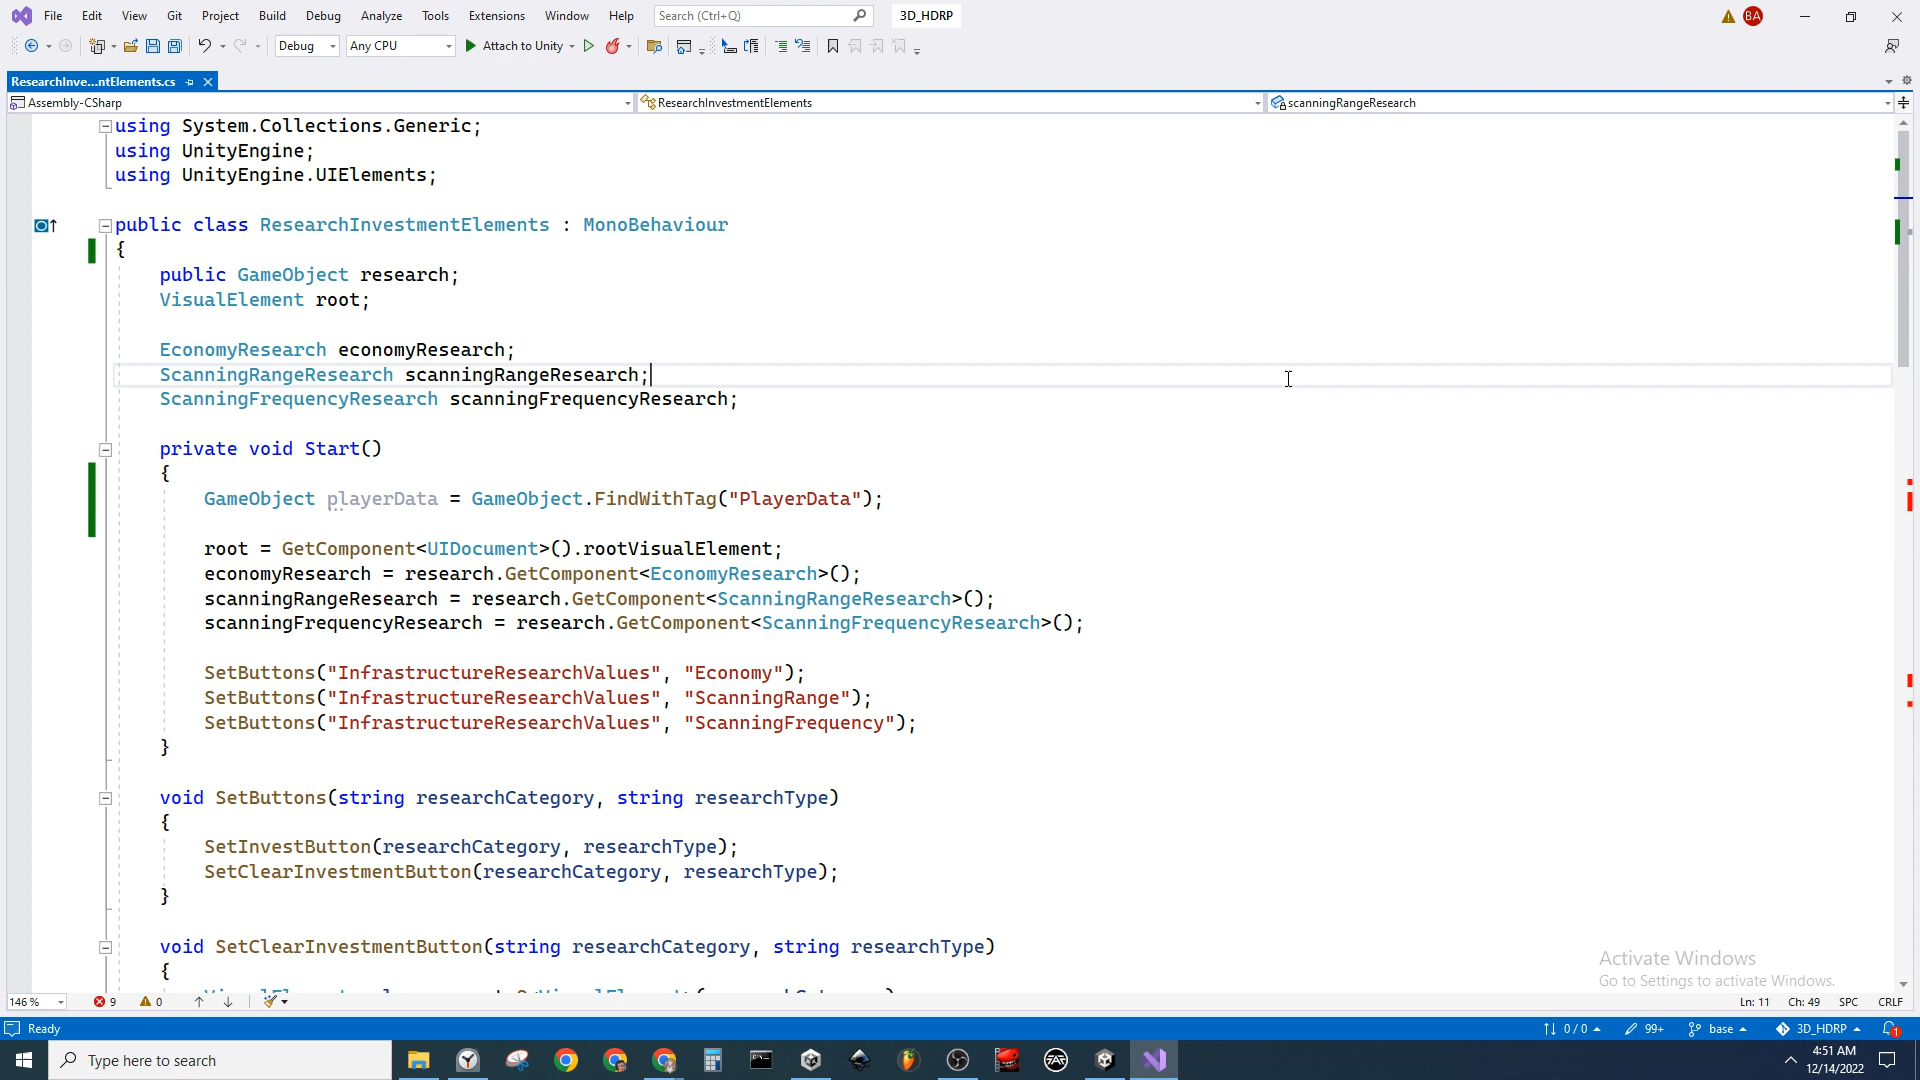 File Edit View Git Project Build Debug Analyze Tools Extensions Window Help Search (Ctrl+Q) 3D_HDRP BA
Debug Any CPU Attach to Unity
ResearchInve...ntElements.cs
Assembly-CSharp ResearchInvestmentElements scanningRangeResearch
using System.Collections.Generic;
using UnityEngine;
using UnityEngine.UIElements;
public class ResearchInvestmentElements : MonoBehaviour
{
public GameObject research;
VisualElement root;
EconomyResearch economyResearch;
ScanningRangeResearch scanningRangeResearch;
ScanningFrequencyResearch scanningFrequencyResearch;
private void Start()
{
GameObject playerData = GameObject.FindWithTag("PlayerData");
root = GetComponent<UIDocument>().rootVisualElement;
economyResearch = research.GetComponent<EconomyResearch>();
scanningRangeResearch = research.GetComponent<ScanningRangeResearch>();
scanningFrequencyResearch = research.GetComponent<ScanningFrequencyResearch>();
SetButtons("InfrastructureResearchValues", "Economy");
SetButtons("InfrastructureResearchValues", "ScanningRange");
SetButtons("InfrastructureResearchValues", "ScanningFrequency");
}
void SetButtons(string researchCategory, string researchType)
{
SetInvestButton(researchCategory, researchType);
SetClearInvestmentButton(researchCategory, researchType);
}
void SetClearInvestmentButton(string researchCategory, string researchType)
{
Activate Windows
Go to Settings to activate Windows.
146 % 9 0 Ln: 11 Ch: 49 SPC CRLF
Ready 0 / 0 99+ base 3D_HDRP 1
Type here to search 4:51 AM
12/14/2022